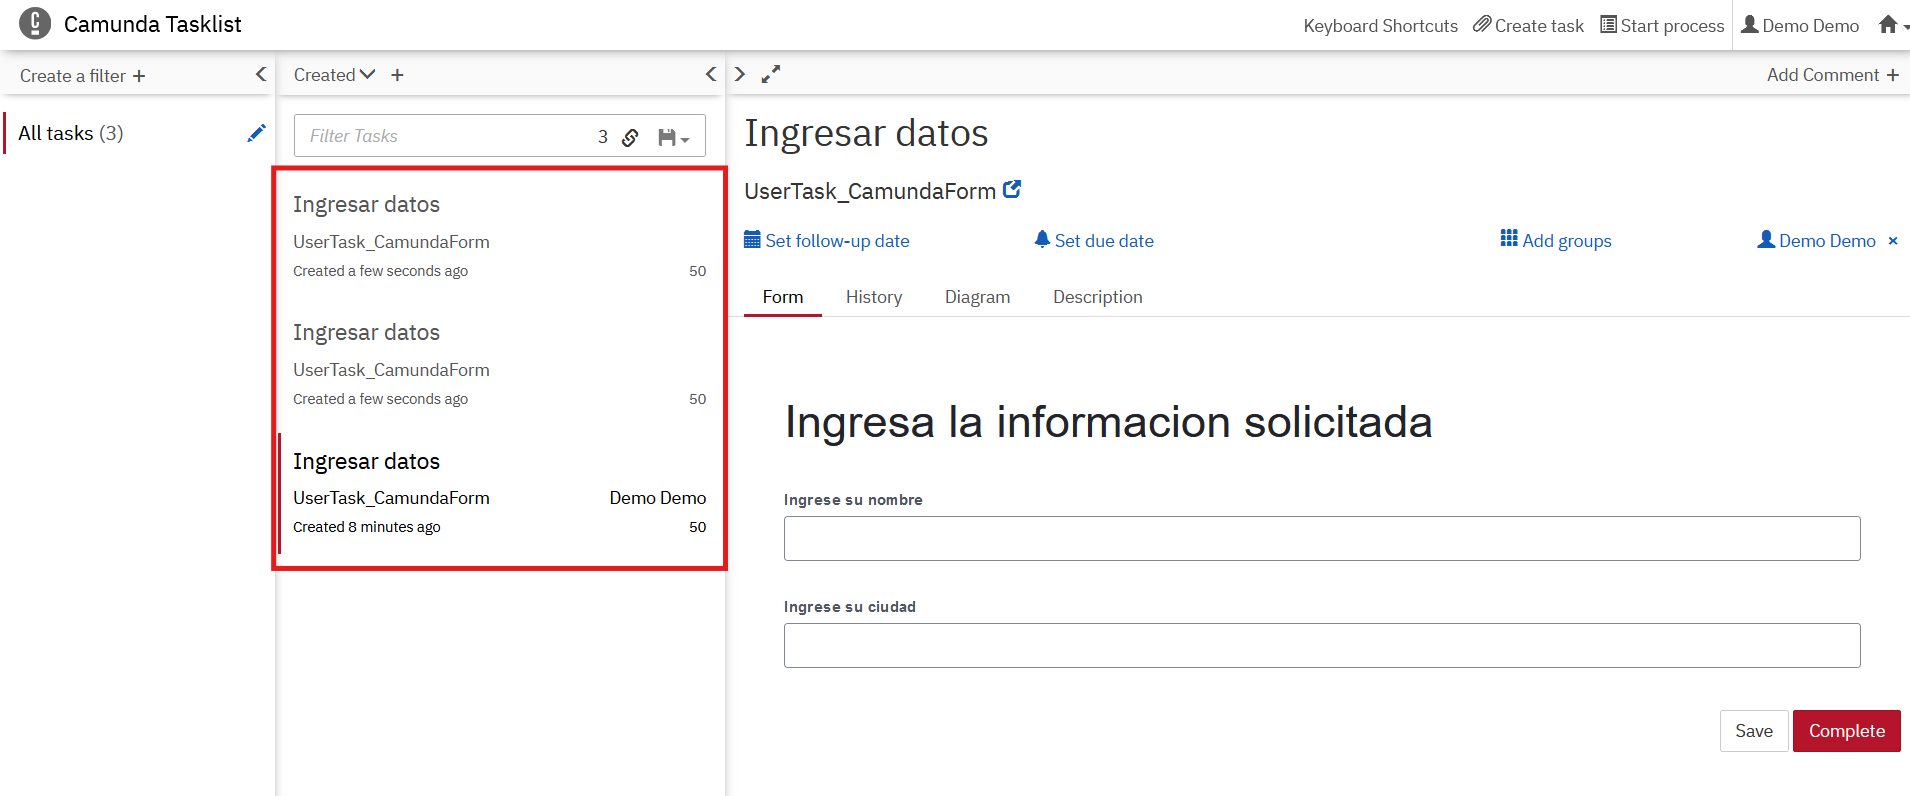 Camunda Tasklist
Keyboard Shortcuts Create task Start process Demo Demo
Create a filter +
Created +
Add Comment +
All tasks (3)
Filter Tasks 3
Ingresar datos
UserTask_CamundaForm
Created a few seconds ago 50
Ingresar datos
UserTask_CamundaForm
Created a few seconds ago 50
Ingresar datos
UserTask_CamundaForm Demo Demo
Created 8 minutes ago 50
Ingresar datos
UserTask_CamundaForm
Set follow-up date Set due date Add groups Demo Demo ×
Form History Diagram Description
Ingresa la informacion solicitada
Ingrese su nombre
Ingrese su ciudad
Save Complete